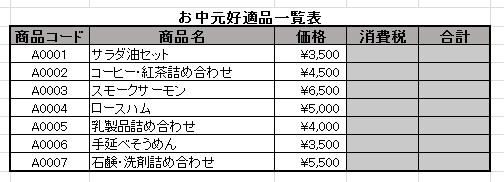 お中元好適品一覧表
商品コード 商品名 価格 消費税 合計
A0001 サラダ油セット ¥3,500
A0002 コーヒー・紅茶詰め合わせ ¥4,500
A0003 スモークサーモン ¥6,500
A0004 ロースハム ¥5,000
A0005 乳製品詰め合わせ ¥4,000
A0006 手延べそうめん ¥3,500
A0007 石鹸・洗剤詰め合わせ ¥5,500